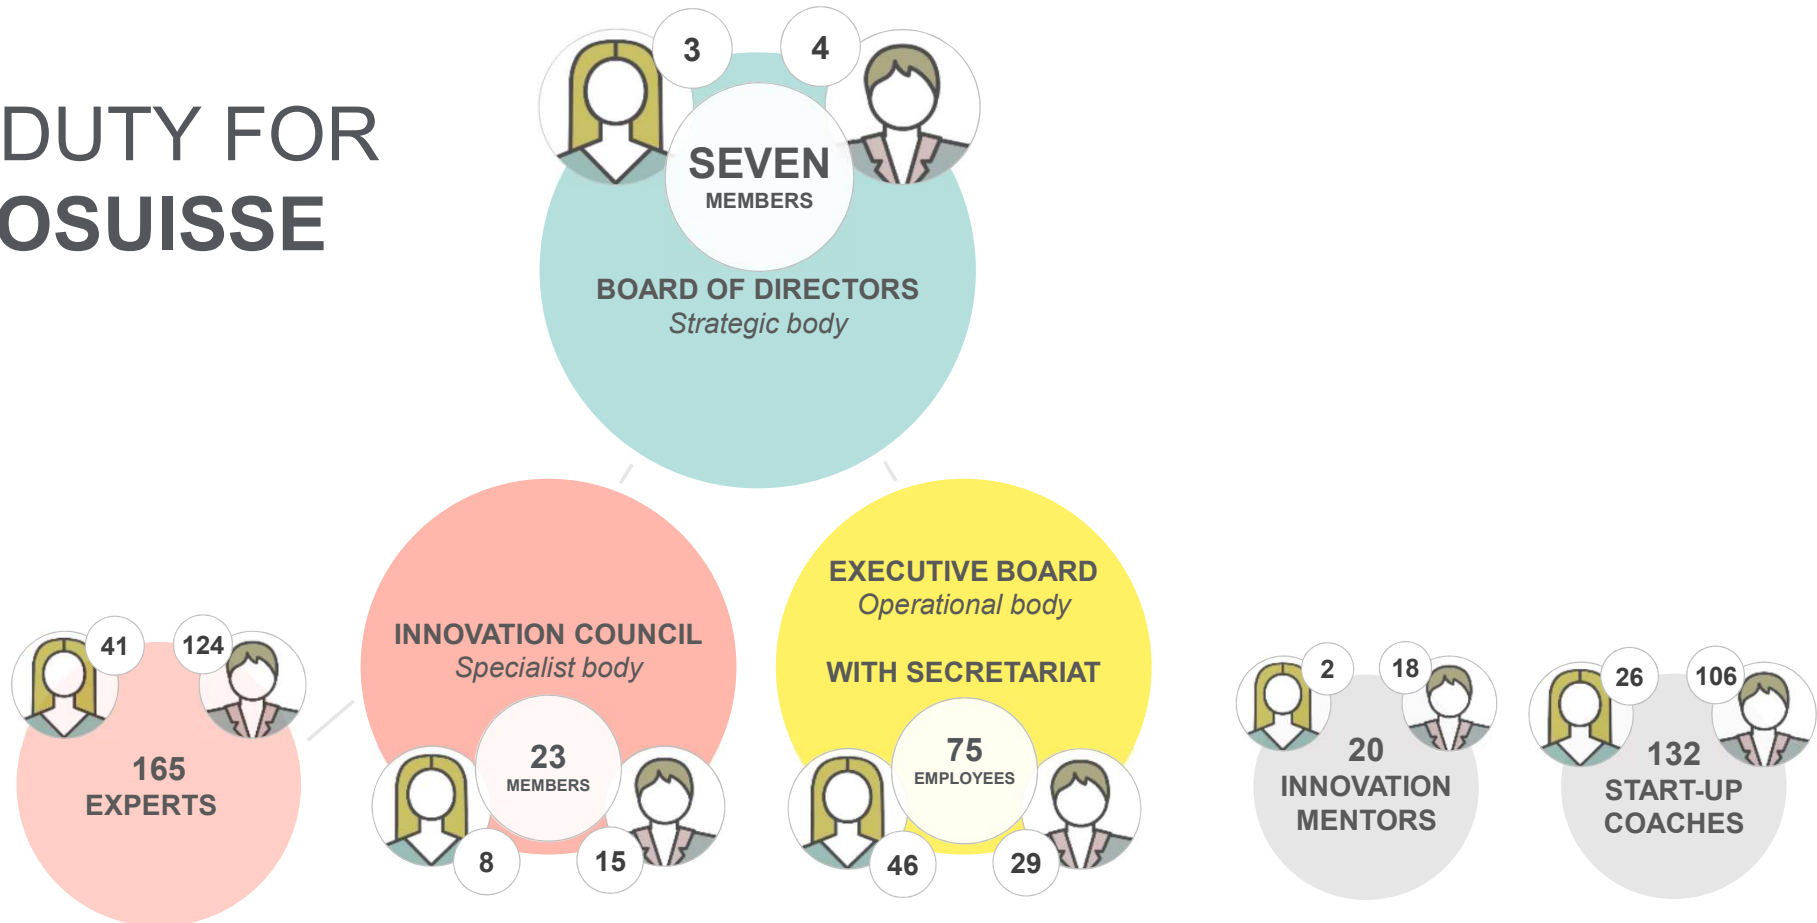 DUTY FOR
OSUISSE
3
4
SEVEN
MEMBERS
BOARD OF DIRECTORS
Strategic body
INNOVATION COUNCIL
Specialist body
23
MEMBERS
8
15
EXECUTIVE BOARD
Operational body
WITH SECRETARIAT
75
EMPLOYEES
46
29
41
124
165
EXPERTS
2
18
20
INNOVATION
MENTORS
26
106
132
START-UP
COACHES